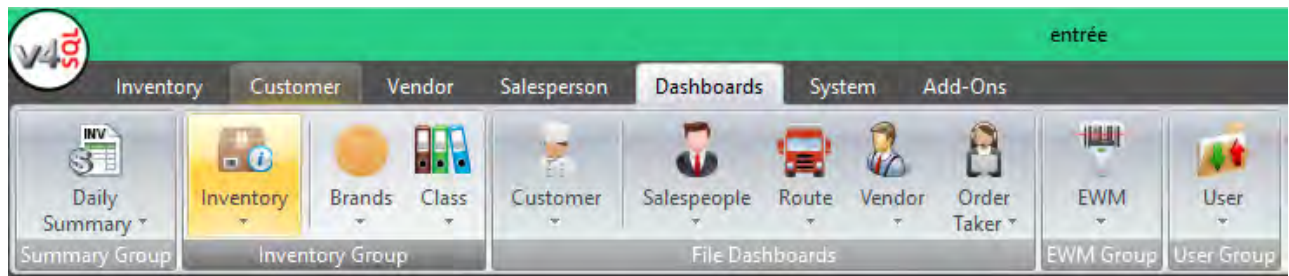 entrée
V4SQL
Inventory Customer Vendor Salesperson Dashboards System Add-Ons
INV
Daily Inventory Brands Class Customer Salespeople Route Vendor Order EWM User
Summary Taker
Summary Group Inventory Group File Dashboards EWM Group User Group